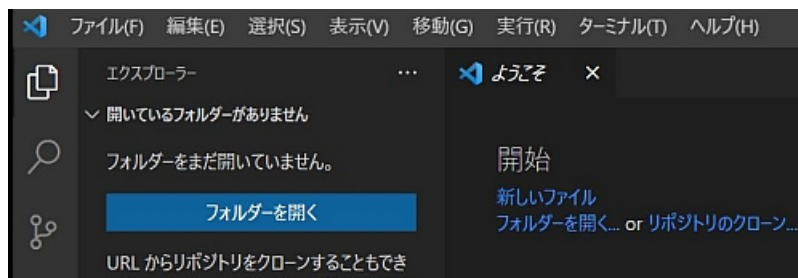 ファイル(F) 編集(E) 選択(S) 表示(V) 移動(G) 実行(R) ターミナル(T) ヘルプ(H)
エクスプローラー ...
ようこそ ×
開いているフォルダーがありません
フォルダーをまだ開いていません。
フォルダーを開く
URL からリポジトリをクローンすることもでき
開始
新しいファイル
フォルダーを開く... or リポジトリのクローン...